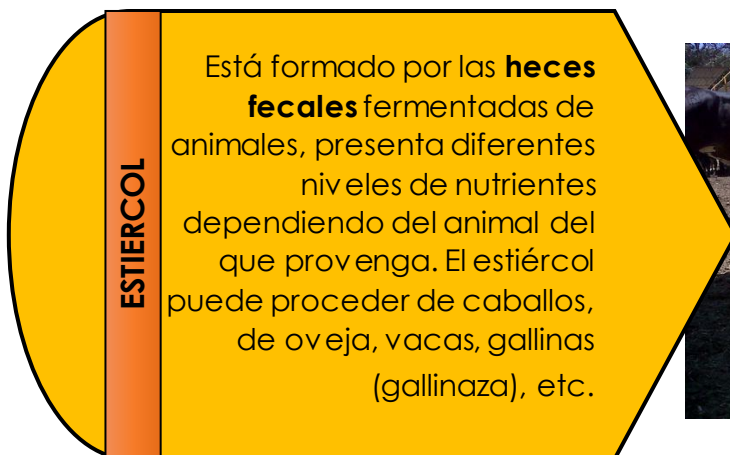 ESTIERCOL
Está formado por las heces
fecales fermentadas de
animales, presenta diferentes
niveles de nutrientes
dependiendo del animal del
que provenga. El estiércol
puede proceder de caballos,
de oveja, vacas, gallinas
(gallinaza), etc.